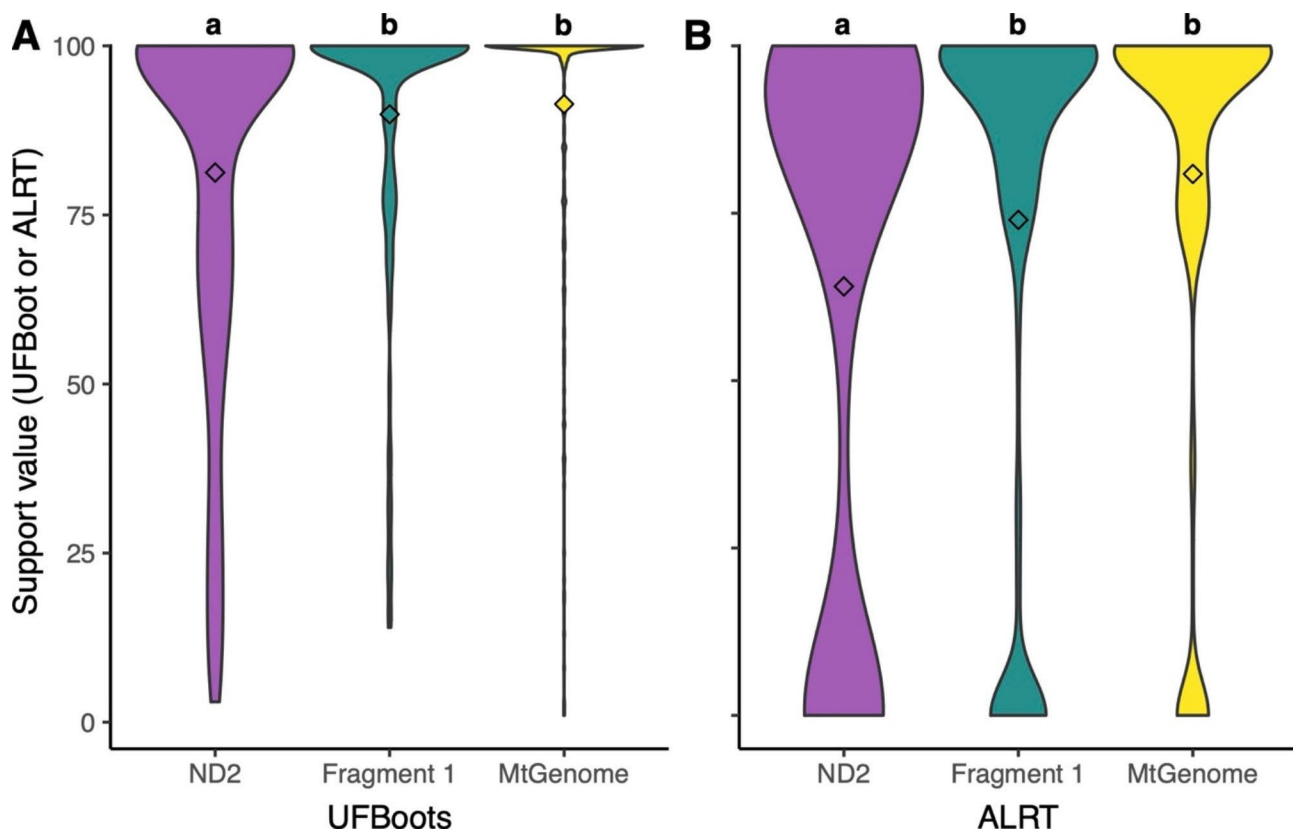 A
a
b
b
B
a
b
b
Support value (UFBoot or ALRT)
100
75
50
25
0
ND2
Fragment 1
MtGenome
ND2
Fragment 1
MtGenome
UFBoots
ALRT